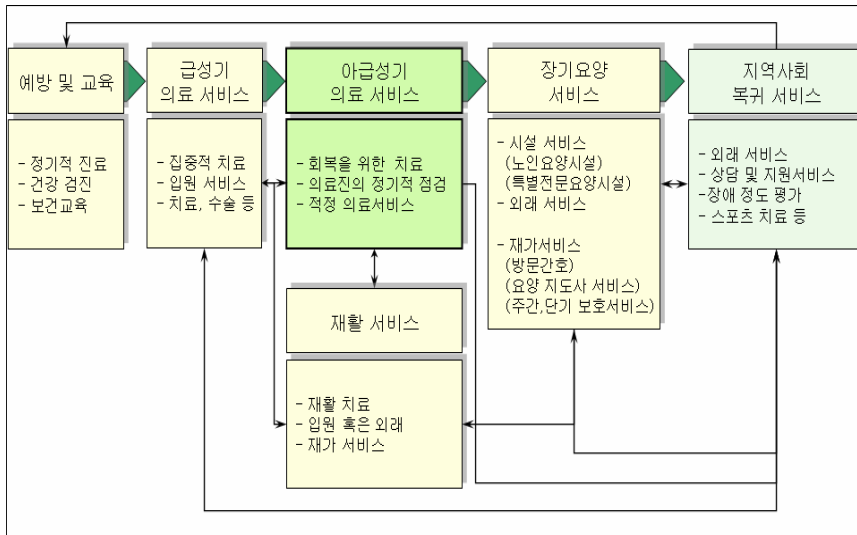 예방 및 교육
급성기
의료 서비스
아급성기
의료 서비스
장기요양
서비스
지역사회
복귀 서비스
- 정기적 진료
- 건강 검진
- 보건교육
- 집중적 치료
- 입원 서비스
- 치료, 수술 등
- 회복을 위한 치료
- 의료진의 정기적 점검
- 적정 의료서비스
- 시설 서비스
(노인요양시설)
(특별전문요양시설)
- 외래 서비스
- 재가서비스
(방문간호)
(요양 지도사 서비스)
(주간,단기 보호서비스)
- 외래 서비스
- 상담 및 지원서비스
- 장애 정도 평가
- 스포츠 치료 등
재활 서비스
- 재활 치료
- 입원 혹은 외래
- 재가 서비스